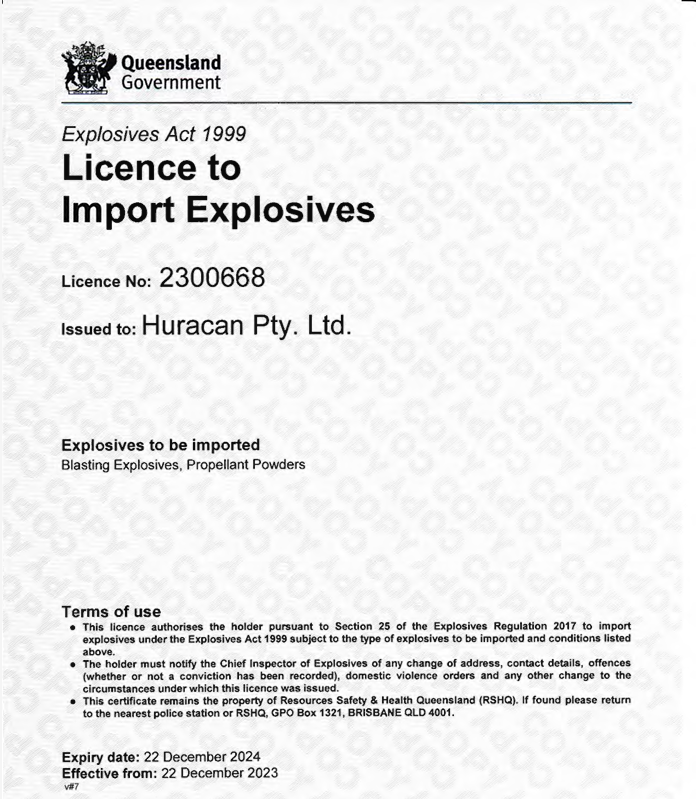 Queensland
Government
Explosives Act 1999
Licence to
Import Explosives
Licence No: 2300668
Issued to: Huracan Pty. Ltd.
Explosives to be imported
Blasting Explosives, Propellant Powders
Terms of use
• This licence authorises the holder pursuant to Section 25 of the Explosives Regulation 2017 to import
explosives under the Explosives Act 1999 subject to the type of explosives to be imported and conditions listed
above.
• The holder must notify the Chief Inspector of Explosives of any change of address, contact details, offences
(whether or not a conviction has been recorded), domestic violence orders and any other change to the
circumstances under which this licence was issued.
• This certificate remains the property of Resources Safety & Health Queensland (RSHQ). If found please return
to the nearest police station or RSHQ, GPO Box 1321, BRISBANE QLD 4001.
Expiry date: 22 December 2024
Effective from: 22 December 2023
v#7